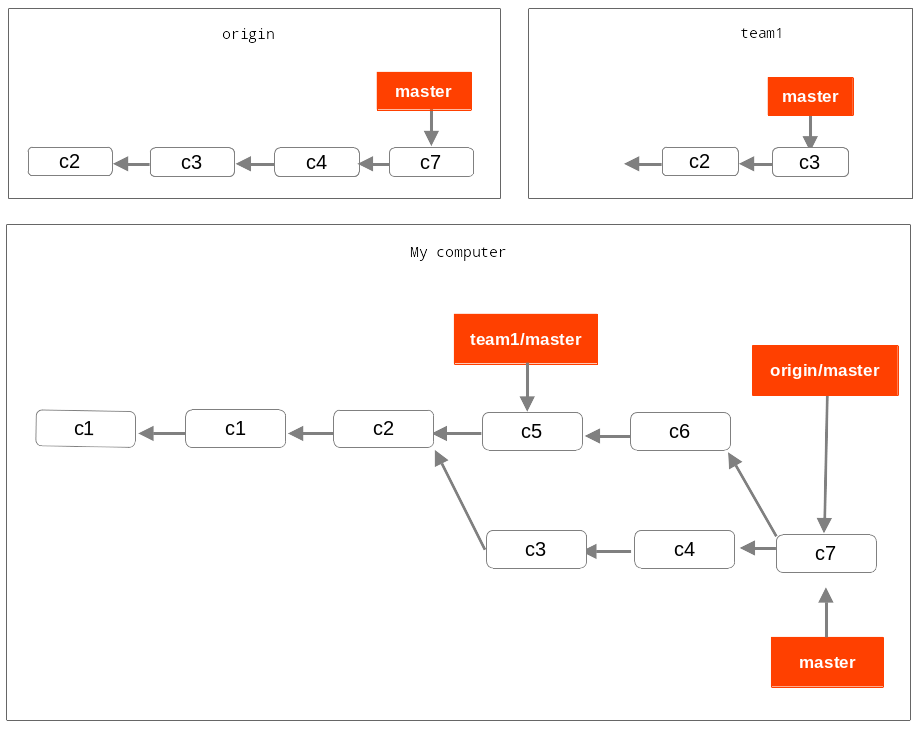 origin
master
c2
c3
c4
c7
team1
master
c2
c3
My computer
team1/master
origin/master
c1
c1
c2
c5
c6
c3
c4
c7
master